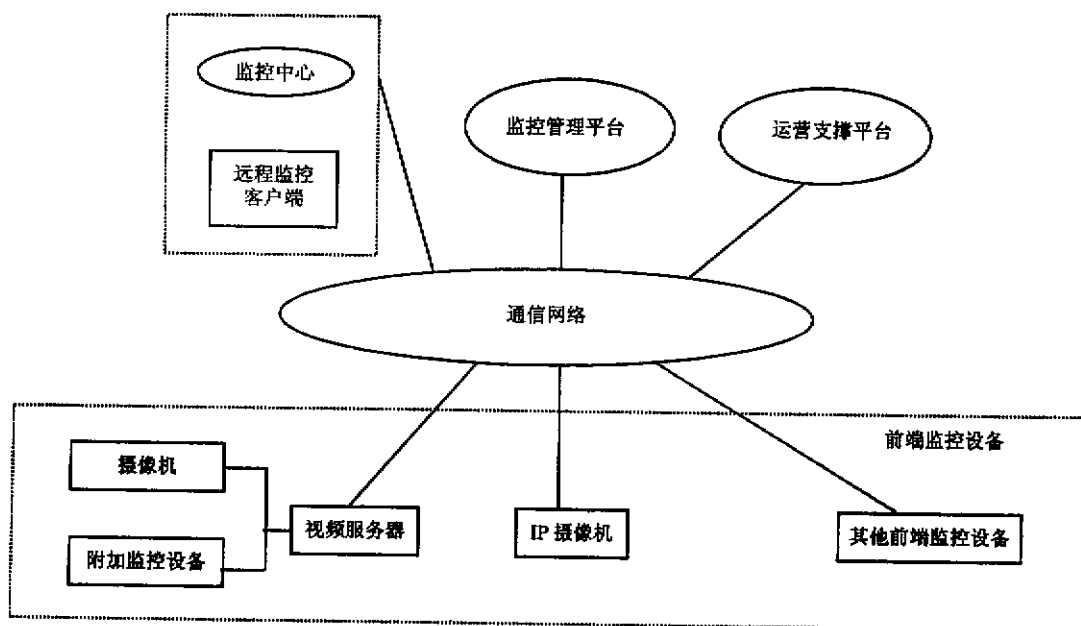 监控中心
监控管理平台
运营支撑平台
远程监控
客户端
通信网络
前端监控设备
摄像机
视频服务器
IP 摄像机
其他前端监控设备
附加监控设备